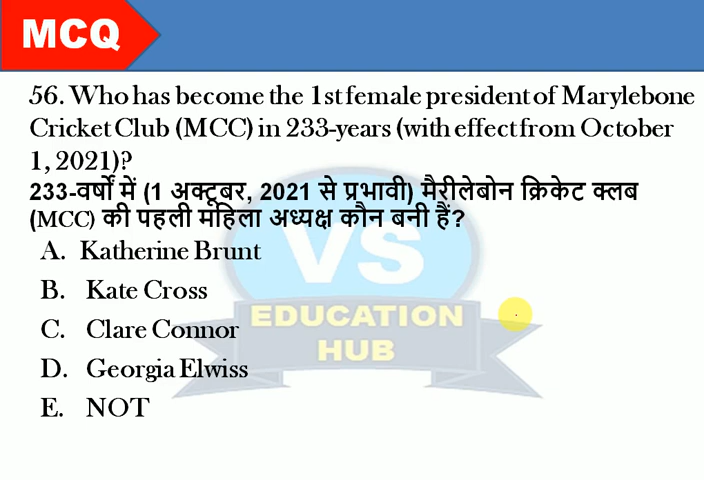 MCQ
56. Who has become the 1st female president of Marylebone
Cricket Club (MCC) in 233-years (with effect from October
1, 2021)?
233-वर्षों में (1 अक्टूबर, 2021 से प्रभावी) मैरीलेबोन क्रिकेट क्लब
(MCC) की पहली महिला अध्यक्ष कौन बनी हैं?
A. Katherine Brunt
B. Kate Cross
C. Clare Connor
D. Georgia Elwiss
E. NOT
VS
EDUCATION
HUB